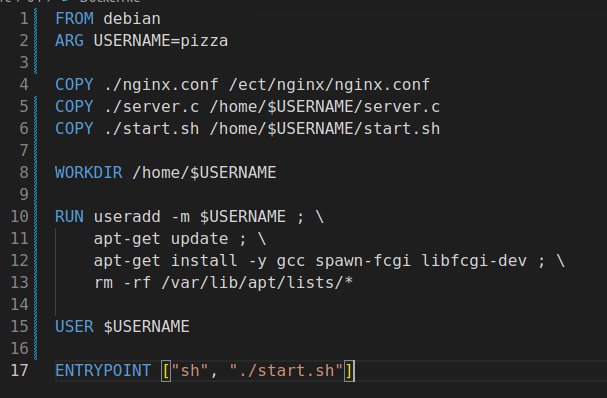 1 FROM debian
2 ARG USERNAME=pizza
3
4 COPY ./nginx.conf /ect/nginx/nginx.conf
5 COPY ./server.c /home/$USERNAME/server.c
6 COPY ./start.sh /home/$USERNAME/start.sh
7
8 WORKDIR /home/$USERNAME
9
10 RUN useradd -m $USERNAME ; \
11     apt-get update ; \
12     apt-get install -y gcc spawn-fcgi libfcgi-dev ; \
13     rm -rf /var/lib/apt/lists/*
14
15 USER $USERNAME
16
17 ENTRYPOINT ["sh", "./start.sh"]